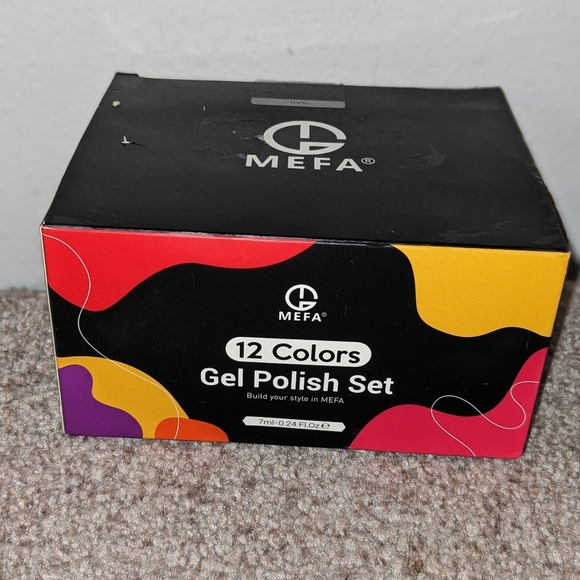 MEFA®
MEFA®
12 Colors
Gel Polish Set
Build your style in MEFA
7ml-0.24 Fl.Oz℮